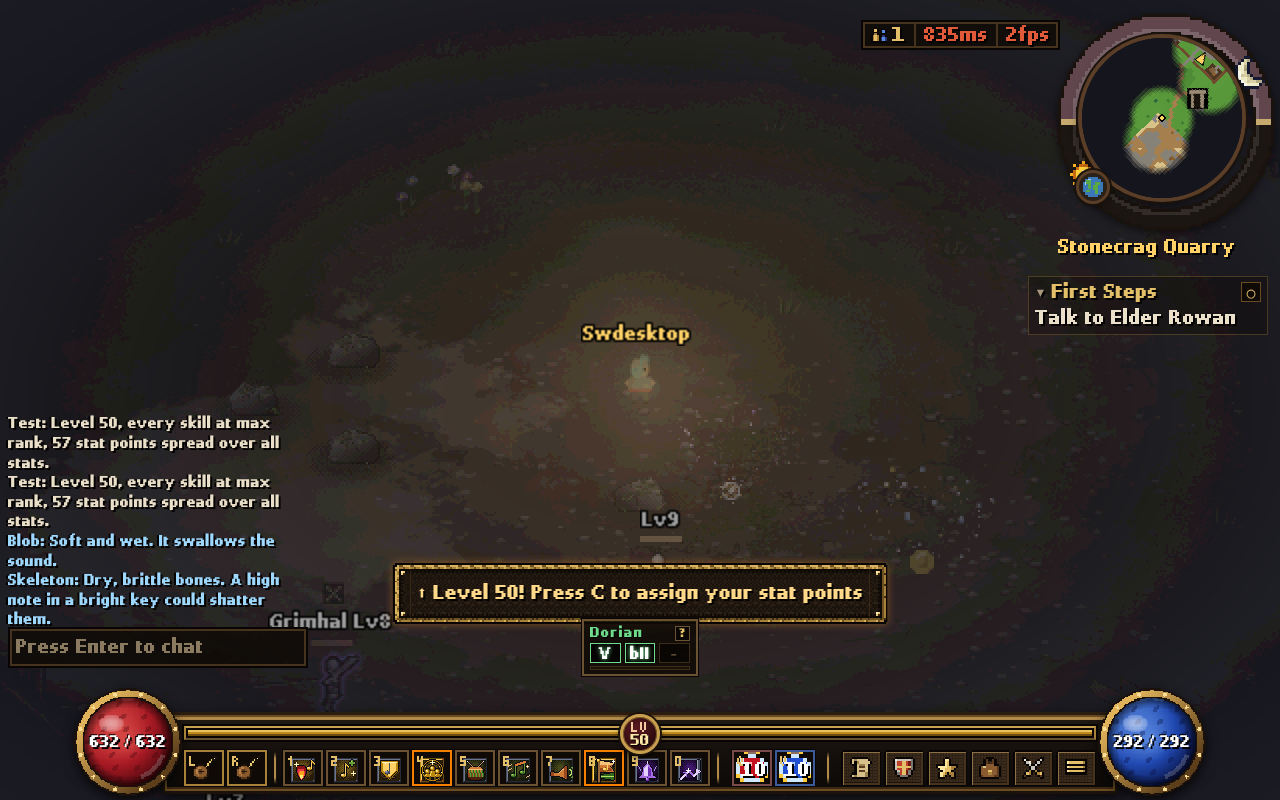 1 835ms 2fps
Stonecrag Quarry
First Steps
Talk to Elder Rowan
Swdesktop
Test: Level 50, every skill at max
rank, 57 stat points spread over all
stats.
Test: Level 50, every skill at max
rank, 57 stat points spread over all
stats.
Blob: Soft and wet. It swallows the
sound.
Skeleton: Dry, brittle bones. A high
note in a bright key could shatter
them.
Lv9
↑ Level 50! Press C to assign your stat points
Grimhal Lv8
Press Enter to chat
Dorian ?
V bII -
632 / 632
LV
50
292 / 292
L R 1 2 3 4 5 6 7 8 9 0 10 10
Lv7